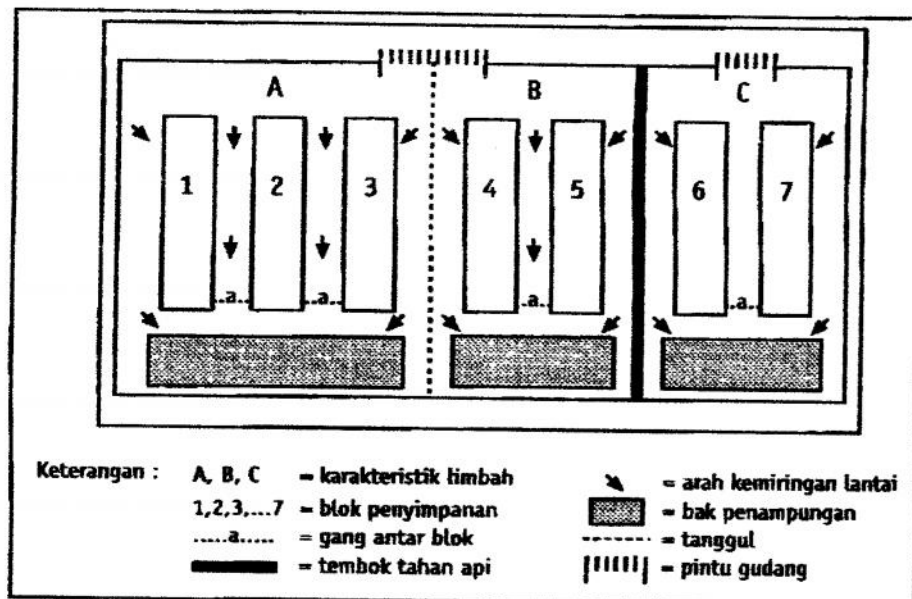 A B C
1 2 3 4 5 6 7
..a.. ..a.. ..a.. ..a..
Keterangan :
A, B, C = karakteristik limbah
1,2,3,...7 = blok penyimpanan
.....a..... = gang antar blok
= tembok tahan api
= arah kemiringan lantai
= bak penampungan
= tanggul
= pintu gudang